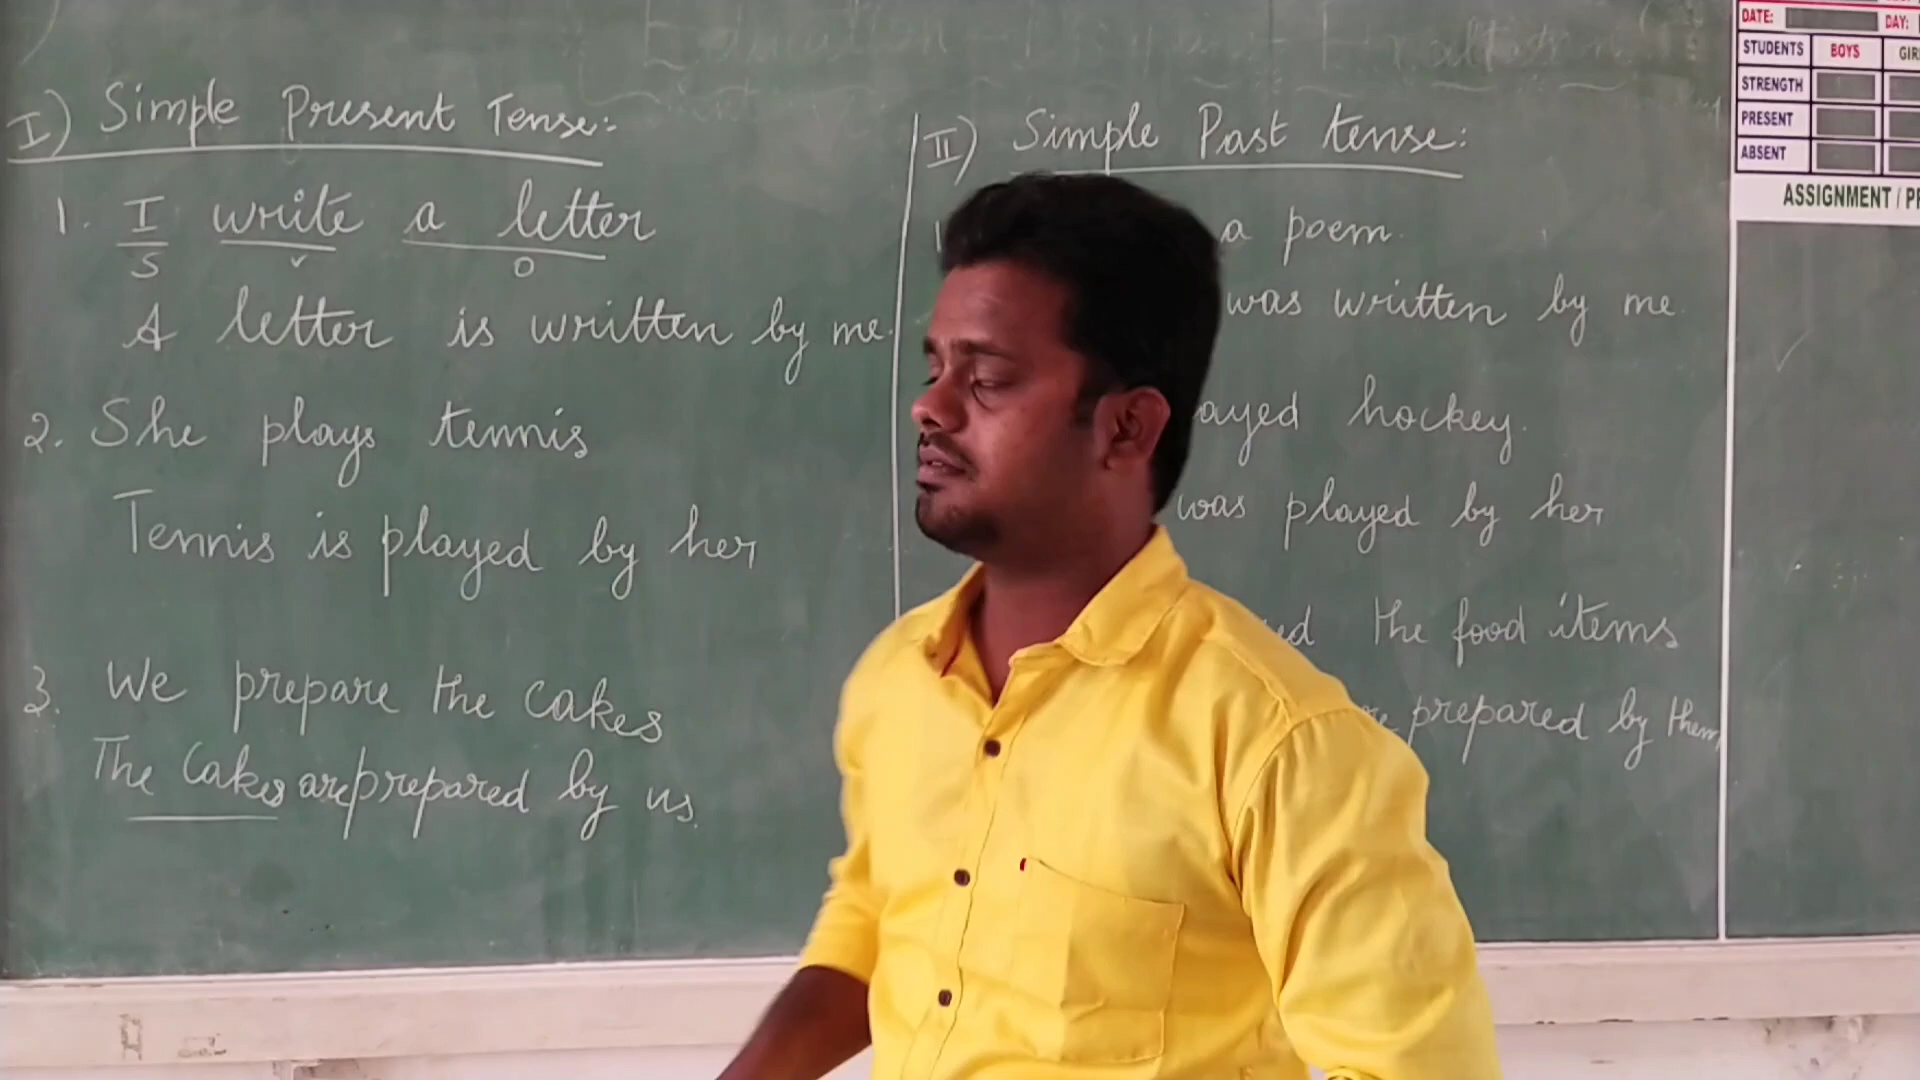 I) Simple Present Tense:-
1. I write a letter
S v O
A letter is written by me.
2. She plays tennis
Tennis is played by her
3. We prepare the cakes
The Cakes are prepared by us.
II) Simple Past tense:
a poem.
was written by me.
ayed hockey.
was played by her
ed the food items
prepared by them
DATE: DAY:
STUDENTS BOYS GIR
STRENGTH
PRESENT
ABSENT
ASSIGNMENT / P